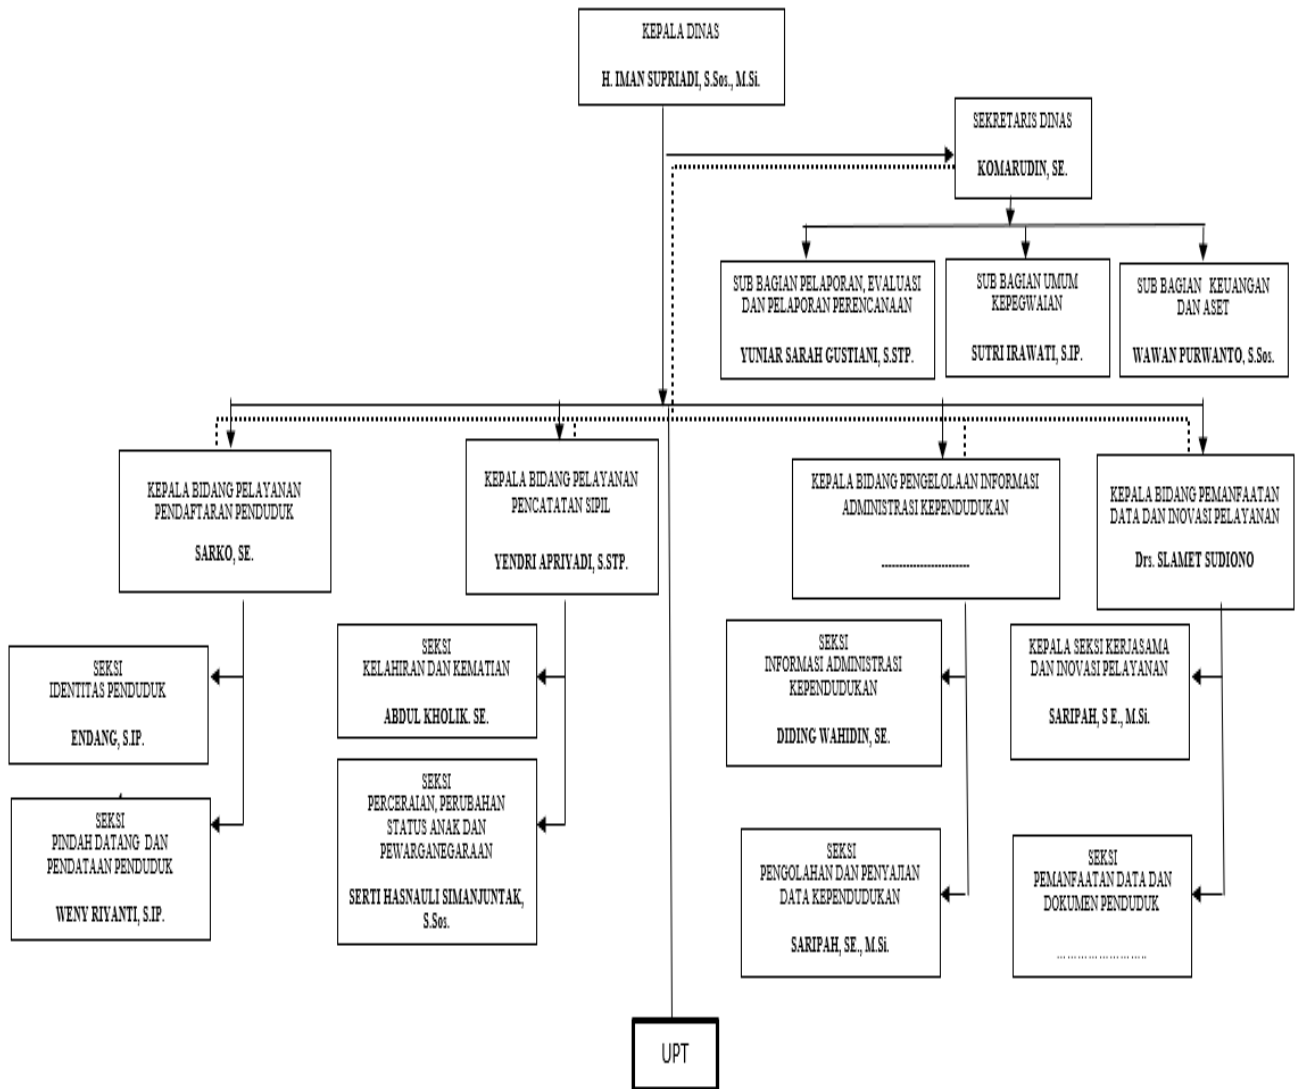 KEPALA DINAS
H. IMAN SUPRIADI, S.Sos., M.Si.
SEKRETARIS DINAS
KOMARUDIN, SE.
SUB BAGIAN PELAPORAN, EVALUASI
DAN PELAPORAN PERENCANAAN
YUNIAR SARAH GUSTIANI, S.STP.
SUB BAGIAN UMUM
KEPEGWAIAN
SUTRI IRAWATI, S.IP.
SUB BAGIAN KEUANGAN
DAN ASET
WAWAN PURWANTO, S.Sos.
KEPALA BIDANG PELAYANAN
PENDAFTARAN PENDUDUK
SARKO, SE.
KEPALA BIDANG PELAYANAN
PENCATATAN SIPIL
YENDRI APRIYADI, S.STP.
KEPALA BIDANG PENGELOLAAN INFORMASI
ADMINISTRASI KEPENDUDUKAN
-------------------------
KEPALA BIDANG PEMANFAATAN
DATA DAN INOVASI PELAYANAN
Drs. SLAMET SUDIONO
SEKSI
IDENTITAS PENDUDUK
ENDANG, S.IP.
SEKSI
KELAHIRAN DAN KEMATIAN
ABDUL KHOLIK. SE.
SEKSI
INFORMASI ADMINISTRASI
KEPENDUDUKAN
DIDING WAHIDIN, SE.
KEPALA SEKSI KERJASAMA
DAN INOVASI PELAYANAN
SARIPAH, S E., M.Si.
SEKSI
PINDAH DATANG DAN
PENDATAAN PENDUDUK
WENY RIYANTI, S.IP.
SEKSI
PERCERAIAN, PERUBAHAN
STATUS ANAK DAN
PEWARGANEGARAAN
SERTI HASNAULI SIMANJUNTAK,
S.Sos.
SEKSI
PENGOLAHAN DAN PENYAJIAN
DATA KEPENDUDUKAN
SARIPAH, SE., M.Si.
SEKSI
PEMANFAATAN DATA DAN
DOKUMEN PENDUDUK
……………………..
UPT